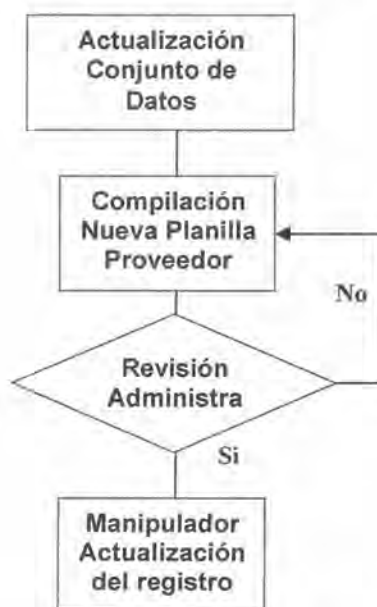 Actualización
Conjunto de
Datos
Compilación
Nueva Planilla
Proveedor
No
Revisión
Administra
Si
Manipulador
Actualización
del registro